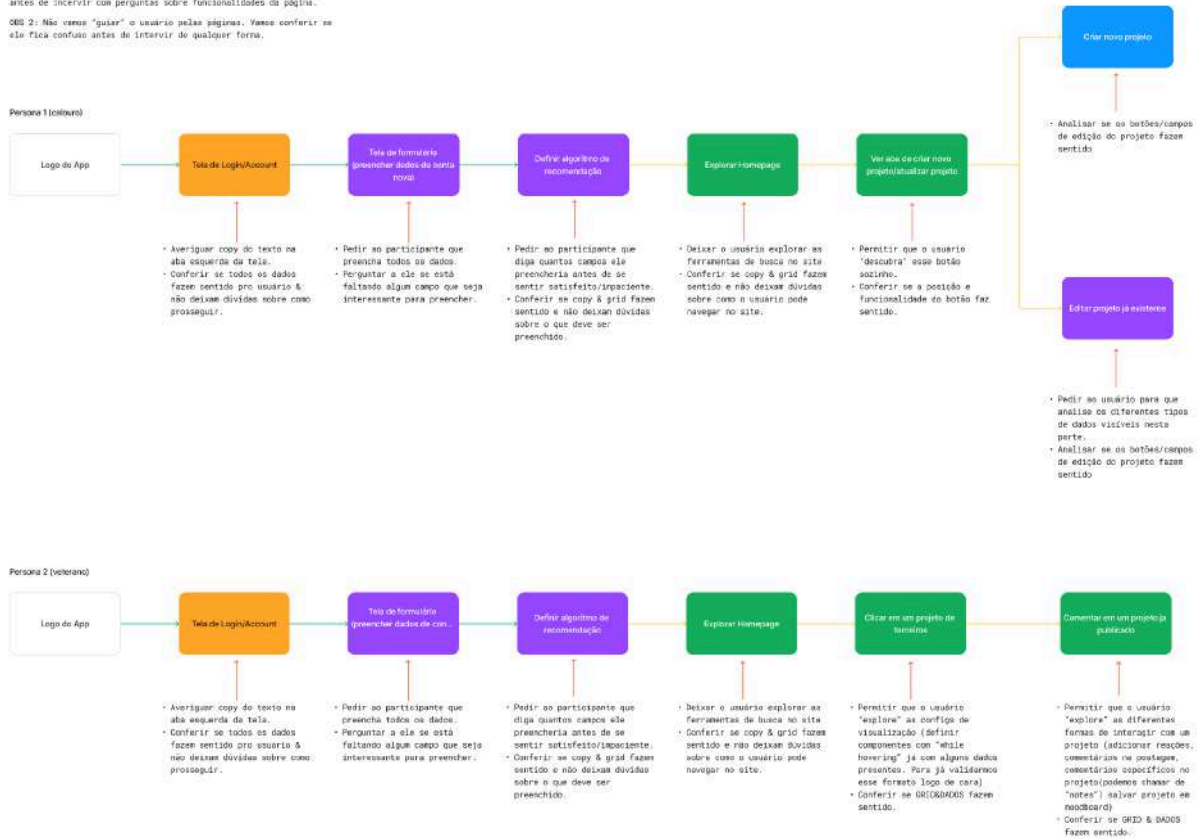 antes de incervir com perguntas sobre funcionalidades da página.
OBS 2: Não vamos "guiar" o usuário pelas páginas. Vamos conferir se
ele fica confuso antes de intervir de qualquer forma.
Criar novo projeto
• Analisar se os botões/campos
de edição do projeto fazem
sentido
Persona 1 (calouro)
Logo do App
Tela de Login/Account
Tela de formulário
(preencher dados de conta
nova)
Definir algoritmo de
recomendação
Explorar Homepage
Ver aba de criar novo
projeto/atualizar projeto
• Averiguar copy do texto na
aba esquerda da tela.
• Conferir se todos os dados
fazem sentido pro usuário &
não deixam dúvidas sobre como
prosseguir.
• Pedir ao participante que
preencha todos os dados.
• Perguntar a ele se está
faltando algum campo que seja
interessante para preencher.
• Pedir ao participante que
diga quantos campos ele
preencheria antes de se
sentir satisfeito/impaciente.
• Conferir se copy & grid fazem
sentido e não deixam dúvidas
sobre o que deve ser
preenchido.
• Deixar o usuário explorar as
ferramentas de busca no site
• Conferir se copy & grid fazem
sentido e não deixam dúvidas
sobre como o usuário pode
navegar no site.
• Permitir que o usuário
"descubra" esse botão
sozinho.
• Conferir se a posição e
funcionalidade do botão faz
sentido.
Editar projeto já existente
• Pedir ao usuário para que
analise os diferentes tipos
de dados visíveis nesta
parte.
• Analisar se os botões/campos
de edição do projeto fazem
sentido
Persona 2 (veterano)
Logo do App
Tela de Login/Account
Tela de formulário
(preencher dados de con...
Definir algoritmo de
recomendação
Explorar Homepage
Clicar em um projeto de
terceiros
Comentar em um projeto já
publicado
• Averiguar copy do texto na
aba esquerda da tela.
• Conferir se todos os dados
fazem sentido pro usuário &
não deixam dúvidas sobre como
prosseguir.
• Pedir ao participante que
preencha todos os dados.
• Perguntar a ele se está
faltando algum campo que seja
interessante para preencher.
• Pedir ao participante que
diga quantos campos ele
preencheria antes de se
sentir satisfeito/impaciente.
• Conferir se copy & grid fazem
sentido e não deixam dúvidas
sobre o que deve ser
preenchido.
• Deixar o usuário explorar as
ferramentas de busca no site
• Conferir se copy & grid fazem
sentido e não deixam dúvidas
sobre como o usuário pode
navegar no site.
• Permitir que o usuário
"explore" as configs de
visualização (definir
componentes com "while
hovering" já com alguns dados
presentes. Para já validarmos
esse formato logo de cara)
• Conferir se GRID&DADOS fazem
sentido.
• Permitir que o usuário
"explore" as diferentes
formas de interagir com um
projeto (adicionar reações,
comentários na postagem,
comentários específicos no
projeto(podemos chamar de
"notes") salvar projeto em
moodboard)
• Conferir se GRID & DADOS
fazem sentido.